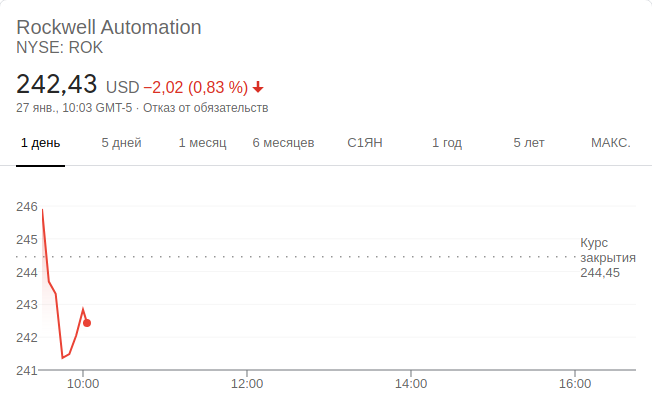 Rockwell Automation
NYSE: ROK
242,43 USD −2,02 (0,83 %)
27 янв., 10:03 GMT-5 · Отказ от обязательств
1 день 5 дней 1 месяц 6 месяцев С1ЯН 1 год 5 лет МАКС.
246
245
244
243
242
241
Курс
закрытия
244,45
10:00 12:00 14:00 16:00